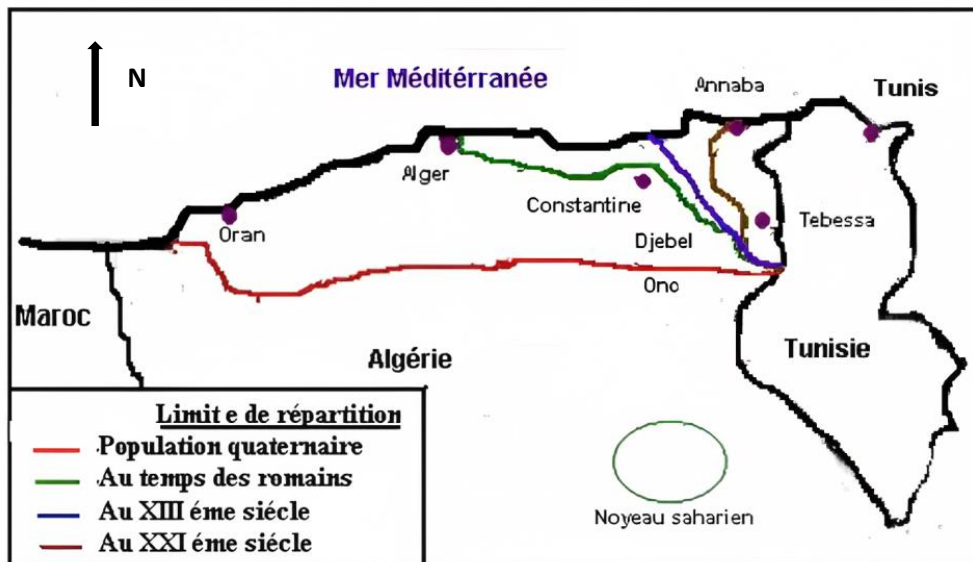 N
Mer Méditérranée
Annaba
Tunis
Alger
Constantine
Oran
Djebel
Tebessa
Ono
Maroc
Algérie
Tunisie
Limite de répartition
Population quaternaire
Au temps des romains
Au XIII éme siécle
Au XXI éme siécle
Noyeau saharien